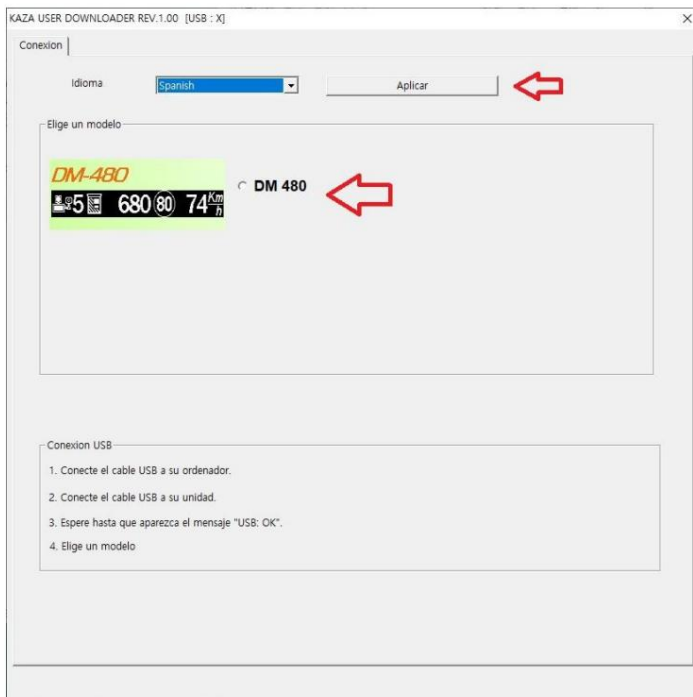 KAZA USER DOWNLOADER REV.1.00 [USB : X]
Conexion
Idioma Spanish Aplicar
Elige un modelo
DM-480
5 680 80 74 Km/h
DM 480
Conexion USB
1. Conecte el cable USB a su ordenador.
2. Conecte el cable USB a su unidad.
3. Espere hasta que aparezca el mensaje "USB: OK".
4. Elige un modelo